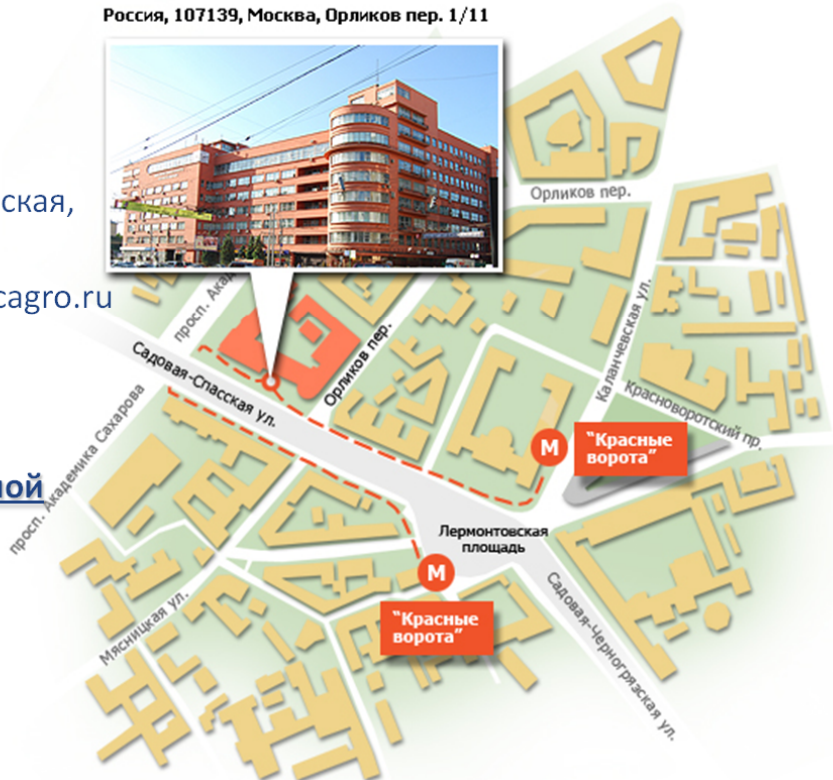 Россия, 107139, Москва, Орликов пер. 1/11
ская,
Орликов пер.
cagro.ru
просп. Ака
Садовая-Спасская ул.
Орликов пер.
Каланчевская ул.
Красноворотский пр.
просп. Академика Сахарова
М
"Красные
ворота"
ной
Лермонтовская
площадь
М
"Красные
ворота"
Мясницкая ул.
Садовая-Черногрязская ул.